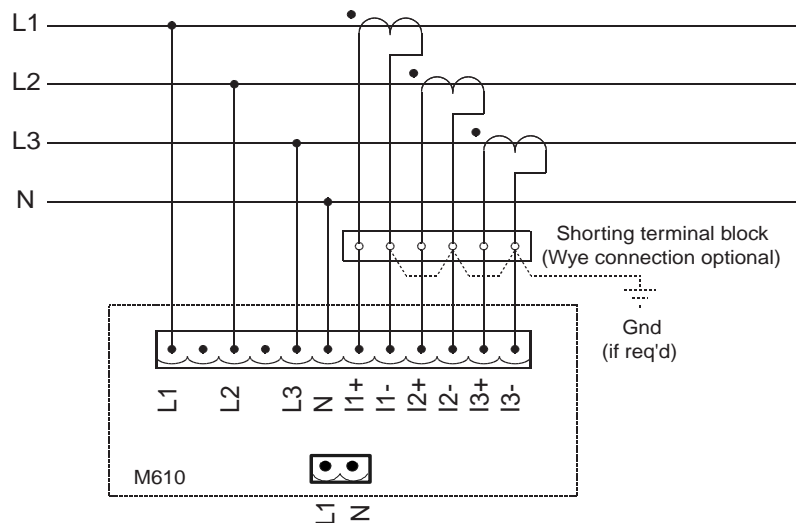 L1
L2
L3
N
Shorting terminal block
(Wye connection optional)
Gnd
(if req'd)
L1
L2
L3
N
I1+
I1-
I2+
I2-
I3+
I3-
M610
L1
N